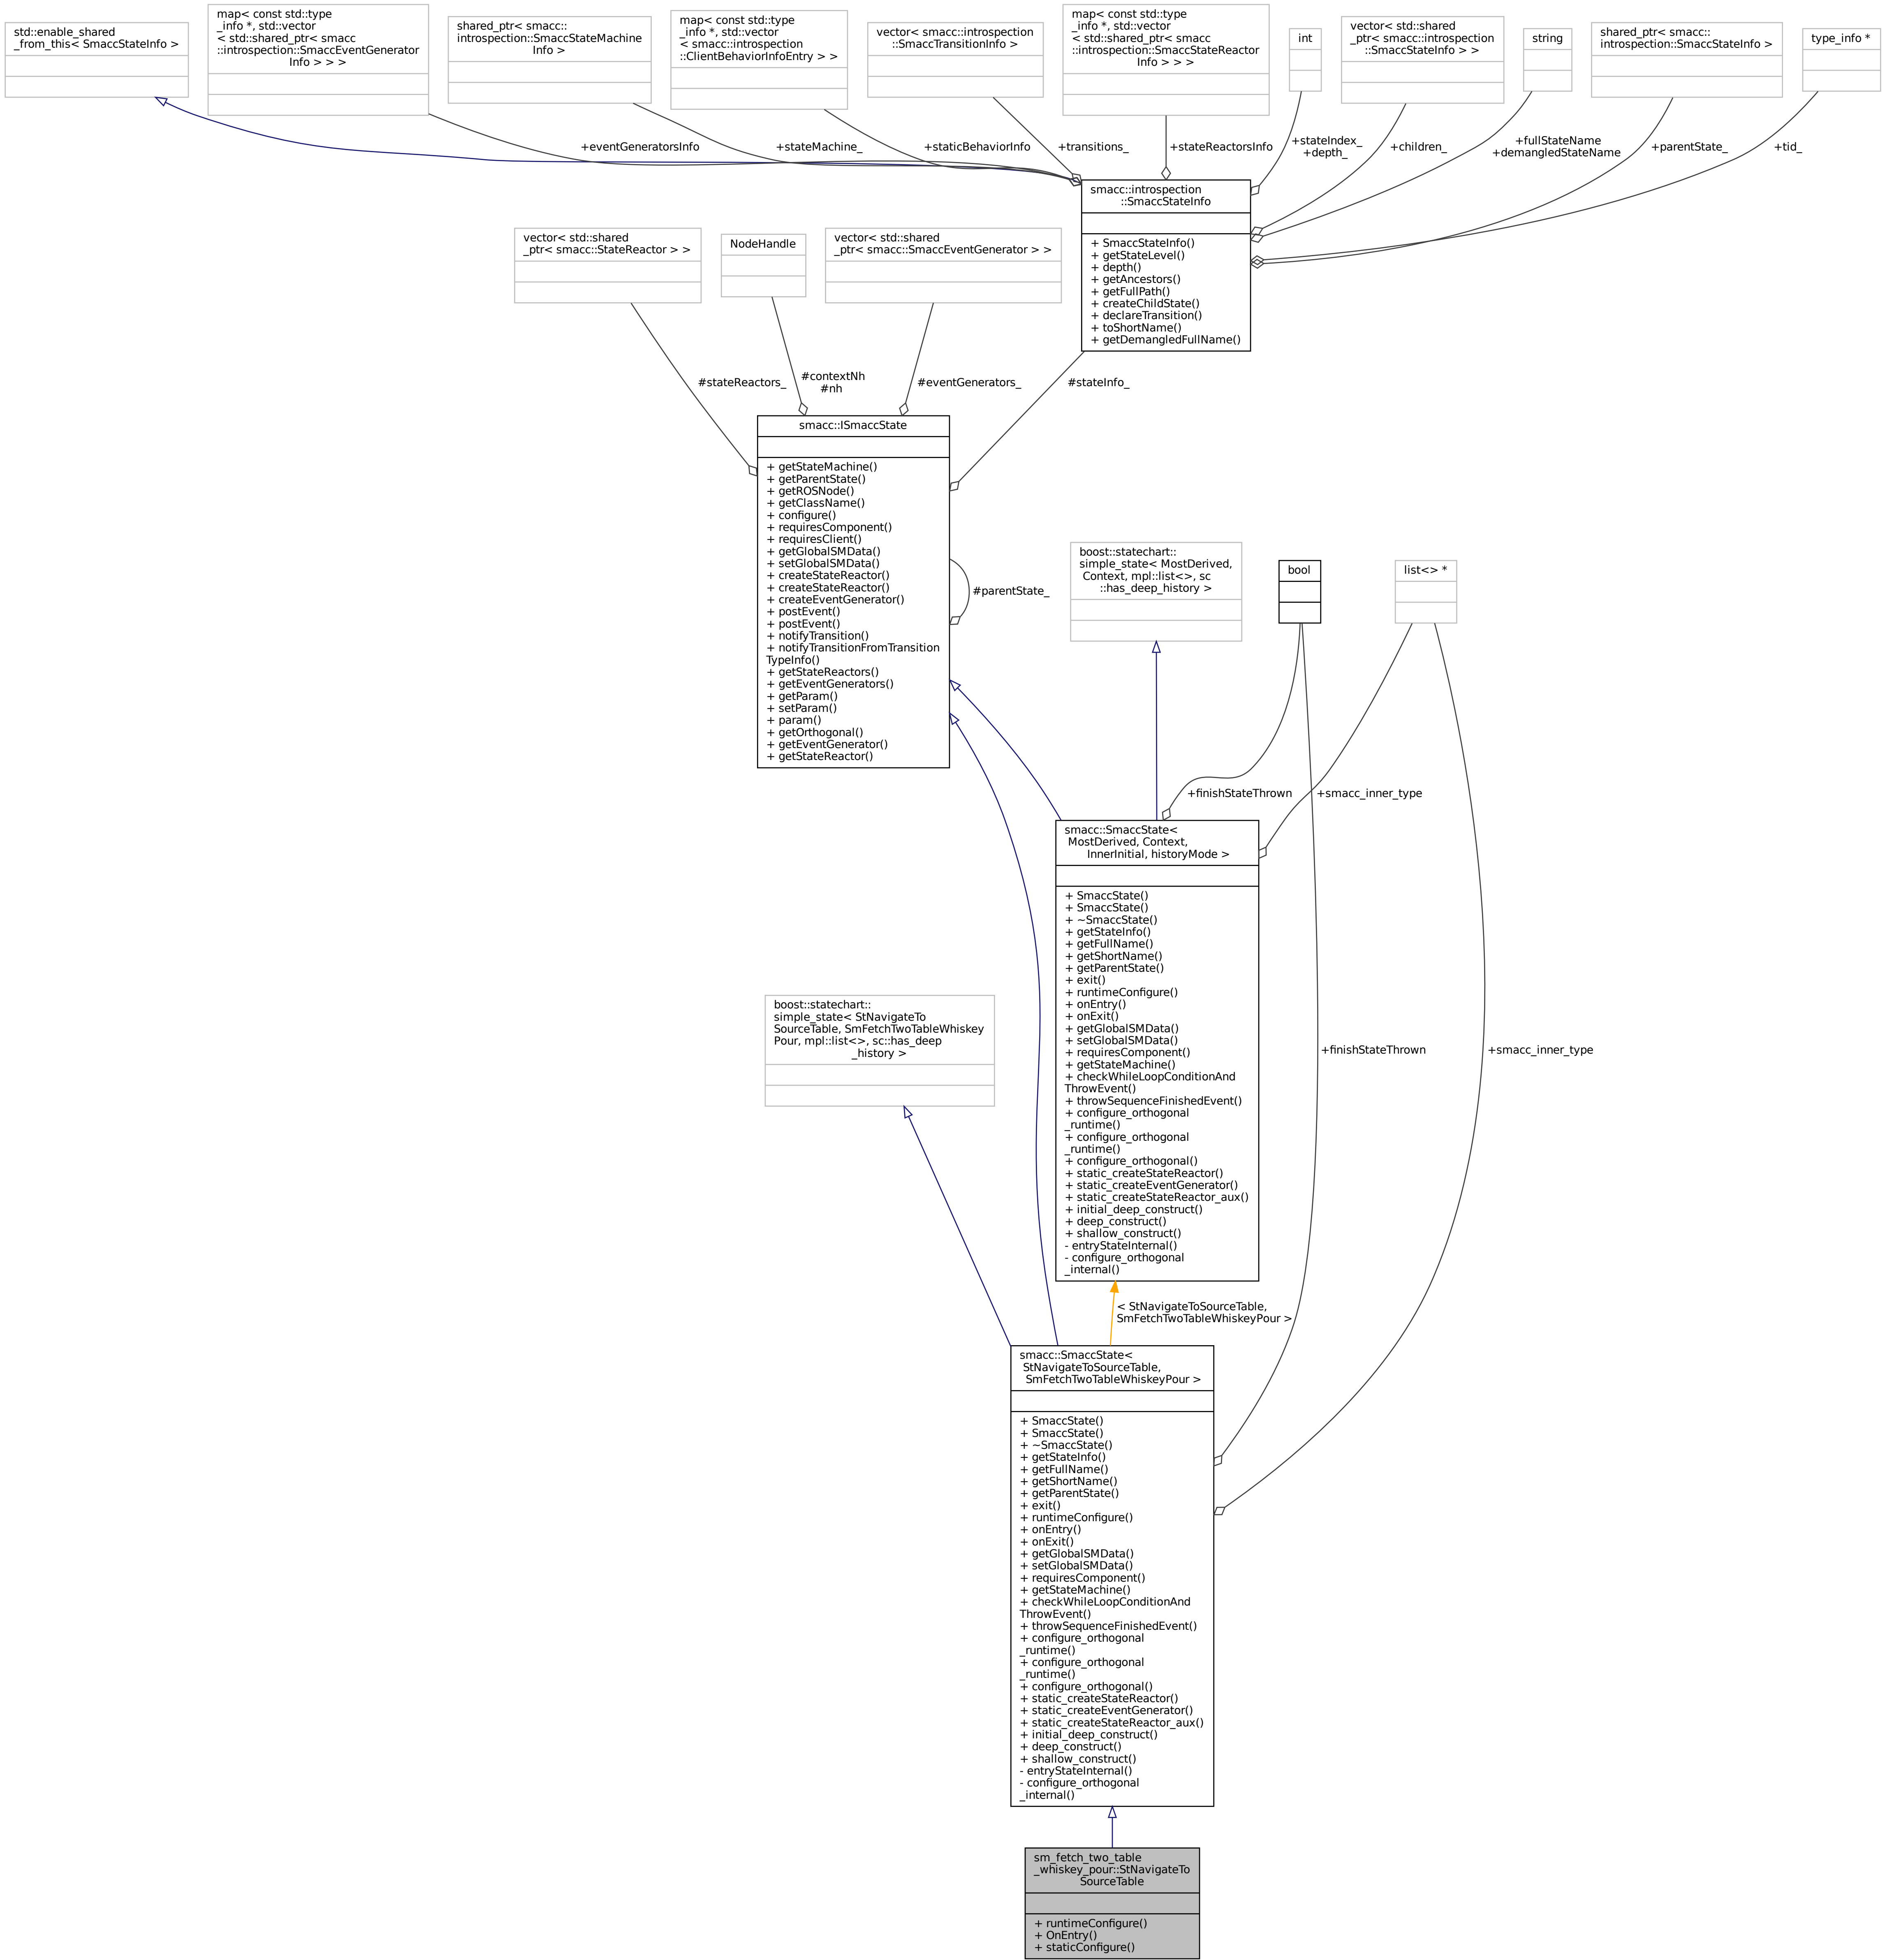 std::enable_shared
_from_this< SmaccStateInfo >
map< const std::type
_info *, std::vector
< std::shared_ptr< smacc
::introspection::SmaccEventGenerator
Info > > >
shared_ptr< smacc::
introspection::SmaccStateMachine
Info >
map< const std::type
_info *, std::vector
< smacc::introspection
::ClientBehaviorInfoEntry > >
vector< smacc::introspection
::SmaccTransitionInfo >
map< const std::type
_info *, std::vector
< std::shared_ptr< smacc
::introspection::SmaccStateReactor
Info > > >
int
vector< std::shared
_ptr< smacc::introspection
::SmaccStateInfo > >
string
shared_ptr< smacc::
introspection::SmaccStateInfo >
type_info *
+eventGeneratorsInfo
+stateMachine_
+staticBehaviorInfo
+transitions_
+stateReactorsInfo
+stateIndex_
+depth_
+children_
+fullStateName
+demangledStateName
+parentState_
+tid_
smacc::introspection
::SmaccStateInfo
+ SmaccStateInfo()
+ getStateLevel()
+ depth()
+ getAncestors()
+ getFullPath()
+ createChildState()
+ declareTransition()
+ toShortName()
+ getDemangledFullName()
vector< std::shared
_ptr< smacc::StateReactor > >
NodeHandle
vector< std::shared
_ptr< smacc::SmaccEventGenerator > >
#stateReactors_
#contextNh
#nh
#eventGenerators_
#stateInfo_
smacc::ISmaccState
+ getStateMachine()
+ getParentState()
+ getROSNode()
+ getClassName()
+ configure()
+ requiresComponent()
+ requiresClient()
+ getGlobalSMData()
+ setGlobalSMData()
+ createStateReactor()
+ createStateReactor()
+ createEventGenerator()
+ postEvent()
+ postEvent()
+ notifyTransition()
+ notifyTransitionFromTransition
TypeInfo()
+ getStateReactors()
+ getEventGenerators()
+ getParam()
+ setParam()
+ param()
+ getOrthogonal()
+ getEventGenerator()
+ getStateReactor()
#parentState_
boost::statechart::
simple_state< MostDerived,
Context, mpl::list<>, sc
::has_deep_history >
bool
list<> *
+finishStateThrown
+smacc_inner_type
smacc::SmaccState<
MostDerived, Context,
InnerInitial, historyMode >
+ SmaccState()
+ SmaccState()
+ ~SmaccState()
+ getStateInfo()
+ getFullName()
+ getShortName()
+ getParentState()
+ exit()
+ runtimeConfigure()
+ onEntry()
+ onExit()
+ getGlobalSMData()
+ setGlobalSMData()
+ requiresComponent()
+ getStateMachine()
+ checkWhileLoopConditionAnd
ThrowEvent()
+ throwSequenceFinishedEvent()
+ configure_orthogonal
_runtime()
+ configure_orthogonal
_runtime()
+ configure_orthogonal()
+ static_createStateReactor()
+ static_createEventGenerator()
+ static_createStateReactor_aux()
+ initial_deep_construct()
+ deep_construct()
+ shallow_construct()
- entryStateInternal()
- configure_orthogonal
_internal()
boost::statechart::
simple_state< StNavigateTo
SourceTable, SmFetchTwoTableWhiskey
Pour, mpl::list<>, sc::has_deep
_history >
+finishStateThrown
+smacc_inner_type
< StNavigateToSourceTable,
SmFetchTwoTableWhiskeyPour >
smacc::SmaccState<
StNavigateToSourceTable,
SmFetchTwoTableWhiskeyPour >
+ SmaccState()
+ SmaccState()
+ ~SmaccState()
+ getStateInfo()
+ getFullName()
+ getShortName()
+ getParentState()
+ exit()
+ runtimeConfigure()
+ onEntry()
+ onExit()
+ getGlobalSMData()
+ setGlobalSMData()
+ requiresComponent()
+ getStateMachine()
+ checkWhileLoopConditionAnd
ThrowEvent()
+ throwSequenceFinishedEvent()
+ configure_orthogonal
_runtime()
+ configure_orthogonal
_runtime()
+ configure_orthogonal()
+ static_createStateReactor()
+ static_createEventGenerator()
+ static_createStateReactor_aux()
+ initial_deep_construct()
+ deep_construct()
+ shallow_construct()
- entryStateInternal()
- configure_orthogonal
_internal()
sm_fetch_two_table
_whiskey_pour::StNavigateTo
SourceTable
+ runtimeConfigure()
+ OnEntry()
+ staticConfigure()